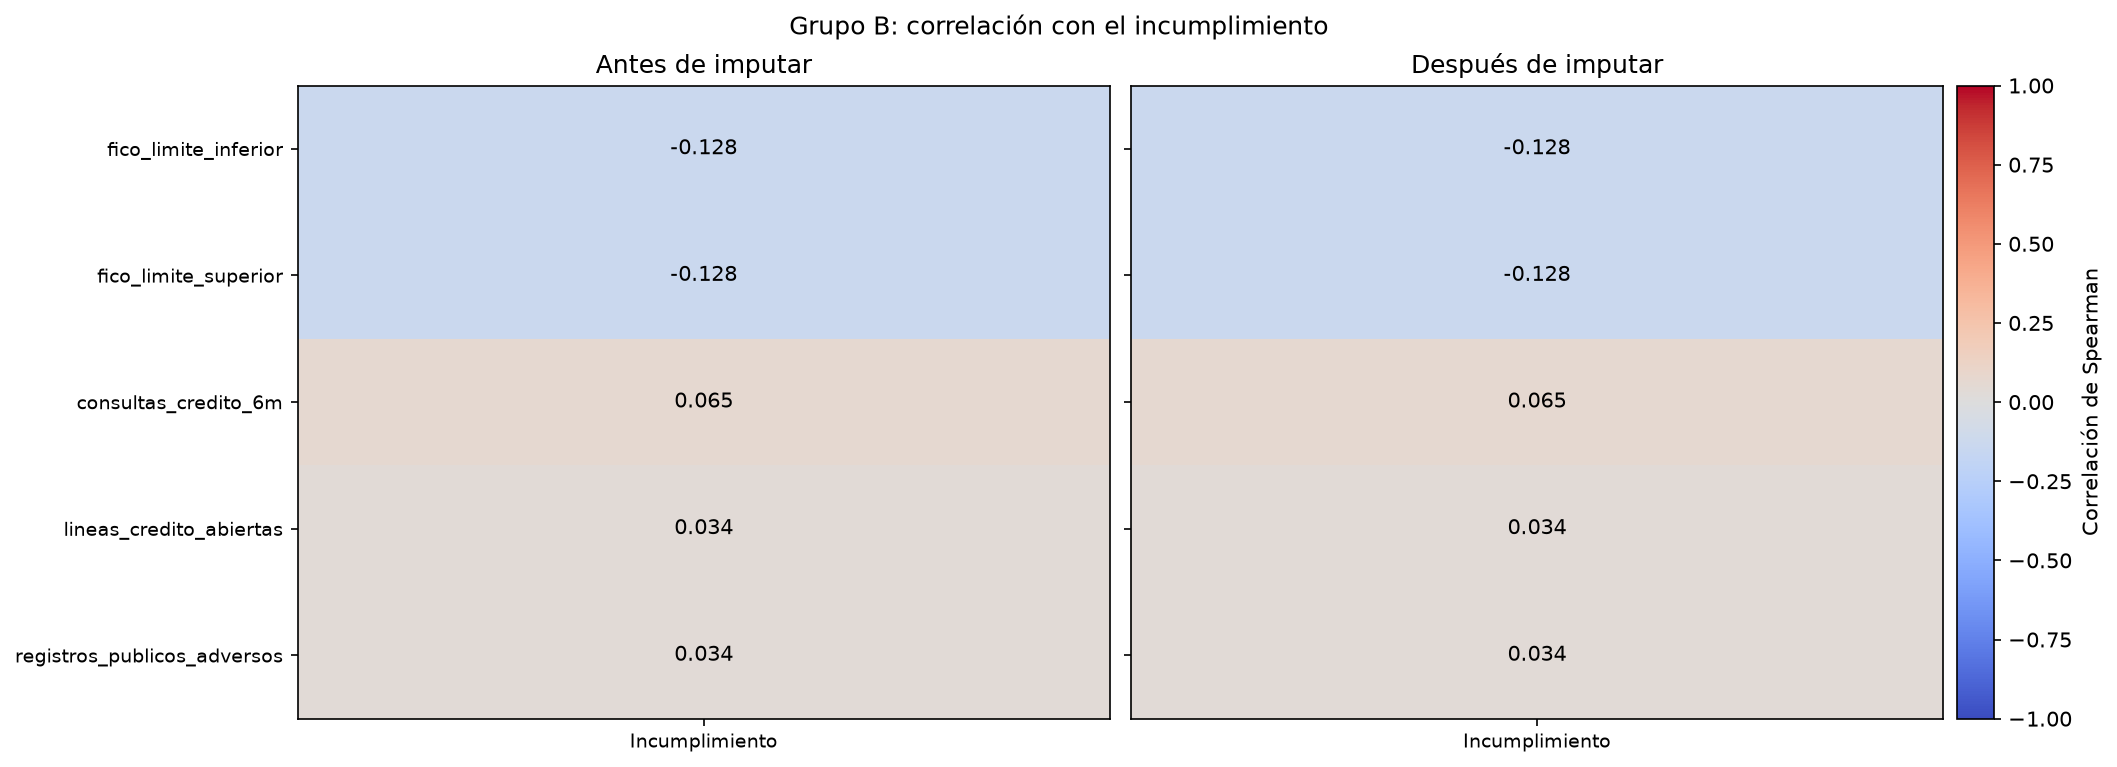 Grupo B: correlación con el incumplimiento
Antes de imputar
Después de imputar
fico_limite_inferior
-0.128
-0.128
fico_limite_superior
-0.128
-0.128
consultas_credito_6m
0.065
0.065
lineas_credito_abiertas
0.034
0.034
registros_publicos_adversos
0.034
0.034
Incumplimiento
Incumplimiento
1.00
0.75
0.50
0.25
0.00
−0.25
−0.50
−0.75
−1.00
Correlación de Spearman